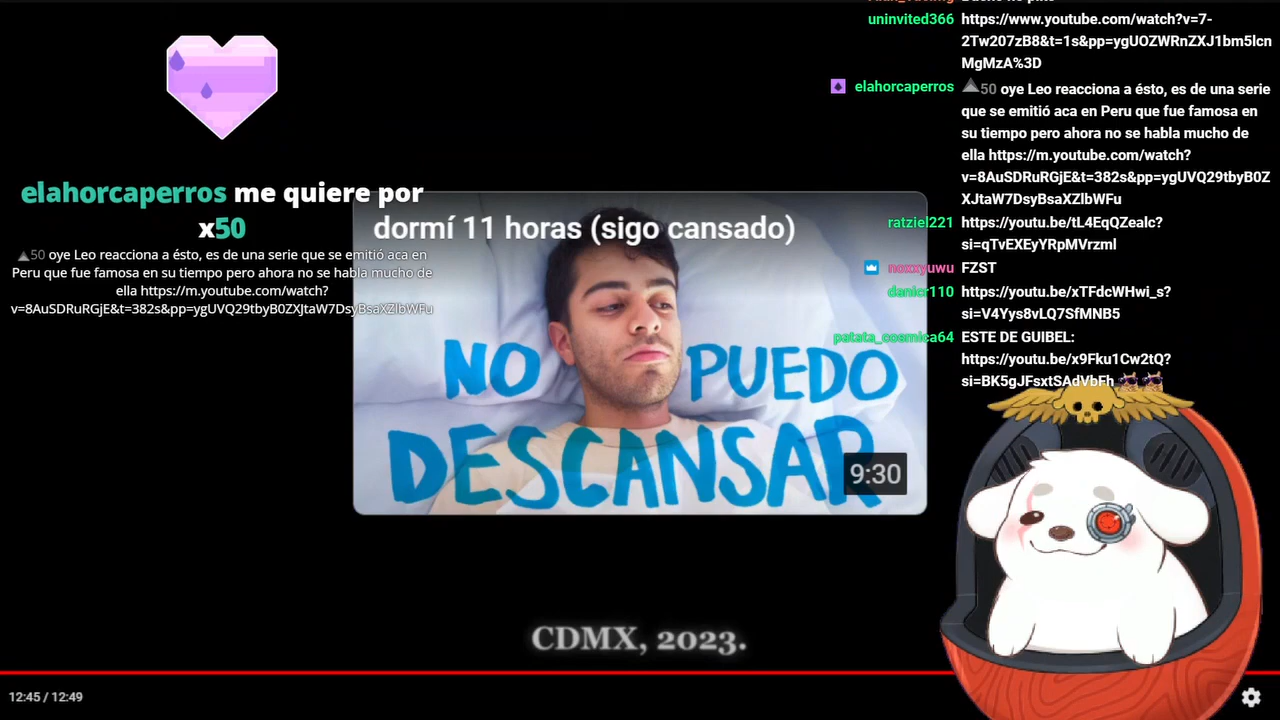 uninvited366 https://www.youtube.com/watch?v=7-
2Tw207zB8&t=1s&pp=ygUOZWRnZXJ1bm5lcn
MgMzA%3D
elahorcaperros 50 oye Leo reacciona a ésto, es de una serie
que se emitió aca en Peru que fue famosa en
su tiempo pero ahora no se habla mucho de
ella https://m.youtube.com/watch?
v=8AuSDRuRGjE&t=382s&pp=ygUVQ29tbyB0Z
XJtaW7DsyBsaXZlbWFu
ratziel221 https://youtu.be/tL4EqQZealc?
si=qTvEXEyYRpMVrzml
noxxyuwu FZST
danicr110 https://youtu.be/xTFdcWHwi_s?
si=V4Yys8vLQ7SfMNB5
patata_cosmica64 ESTE DE GUIBEL:
https://youtu.be/x9Fku1Cw2tQ?
si=BK5gJFsxtSAdVbFh
elahorcaperros me quiere por
x50
50 oye Leo reacciona a ésto, es de una serie que se emitió aca en
Peru que fue famosa en su tiempo pero ahora no se habla mucho de
ella https://m.youtube.com/watch?
v=8AuSDRuRGjE&t=382s&pp=ygUVQ29tbyB0ZXJtaW7DsyBsaXZlbWFu
dormí 11 horas (sigo cansado)
NO PUEDO
DESCANSAR
9:30
CDMX, 2023.
12:45 / 12:49